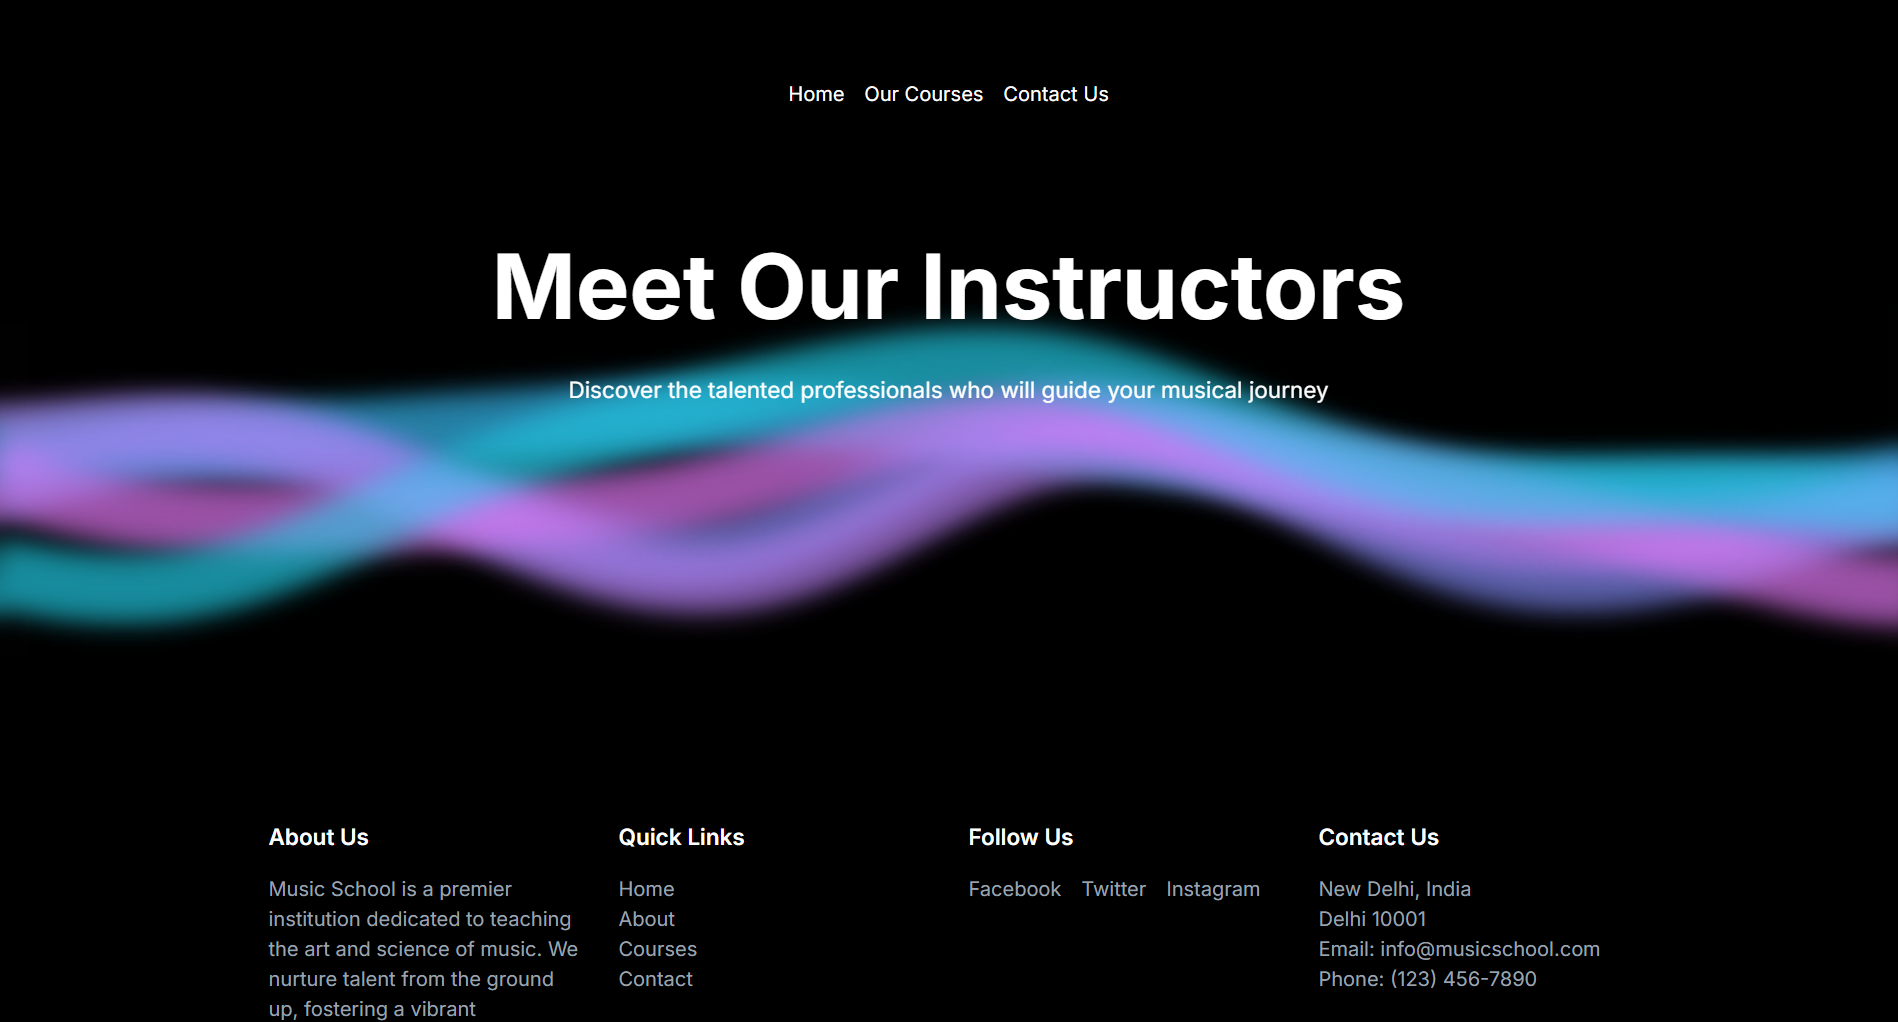 Home Our Courses Contact Us
Meet Our Instructors
Discover the talented professionals who will guide your musical journey
About Us
Music School is a premier
institution dedicated to teaching
the art and science of music. We
nurture talent from the ground
up, fostering a vibrant
Quick Links
Home
About
Courses
Contact
Follow Us
Facebook Twitter Instagram
Contact Us
New Delhi, India
Delhi 10001
Email: info@musicschool.com
Phone: (123) 456-7890